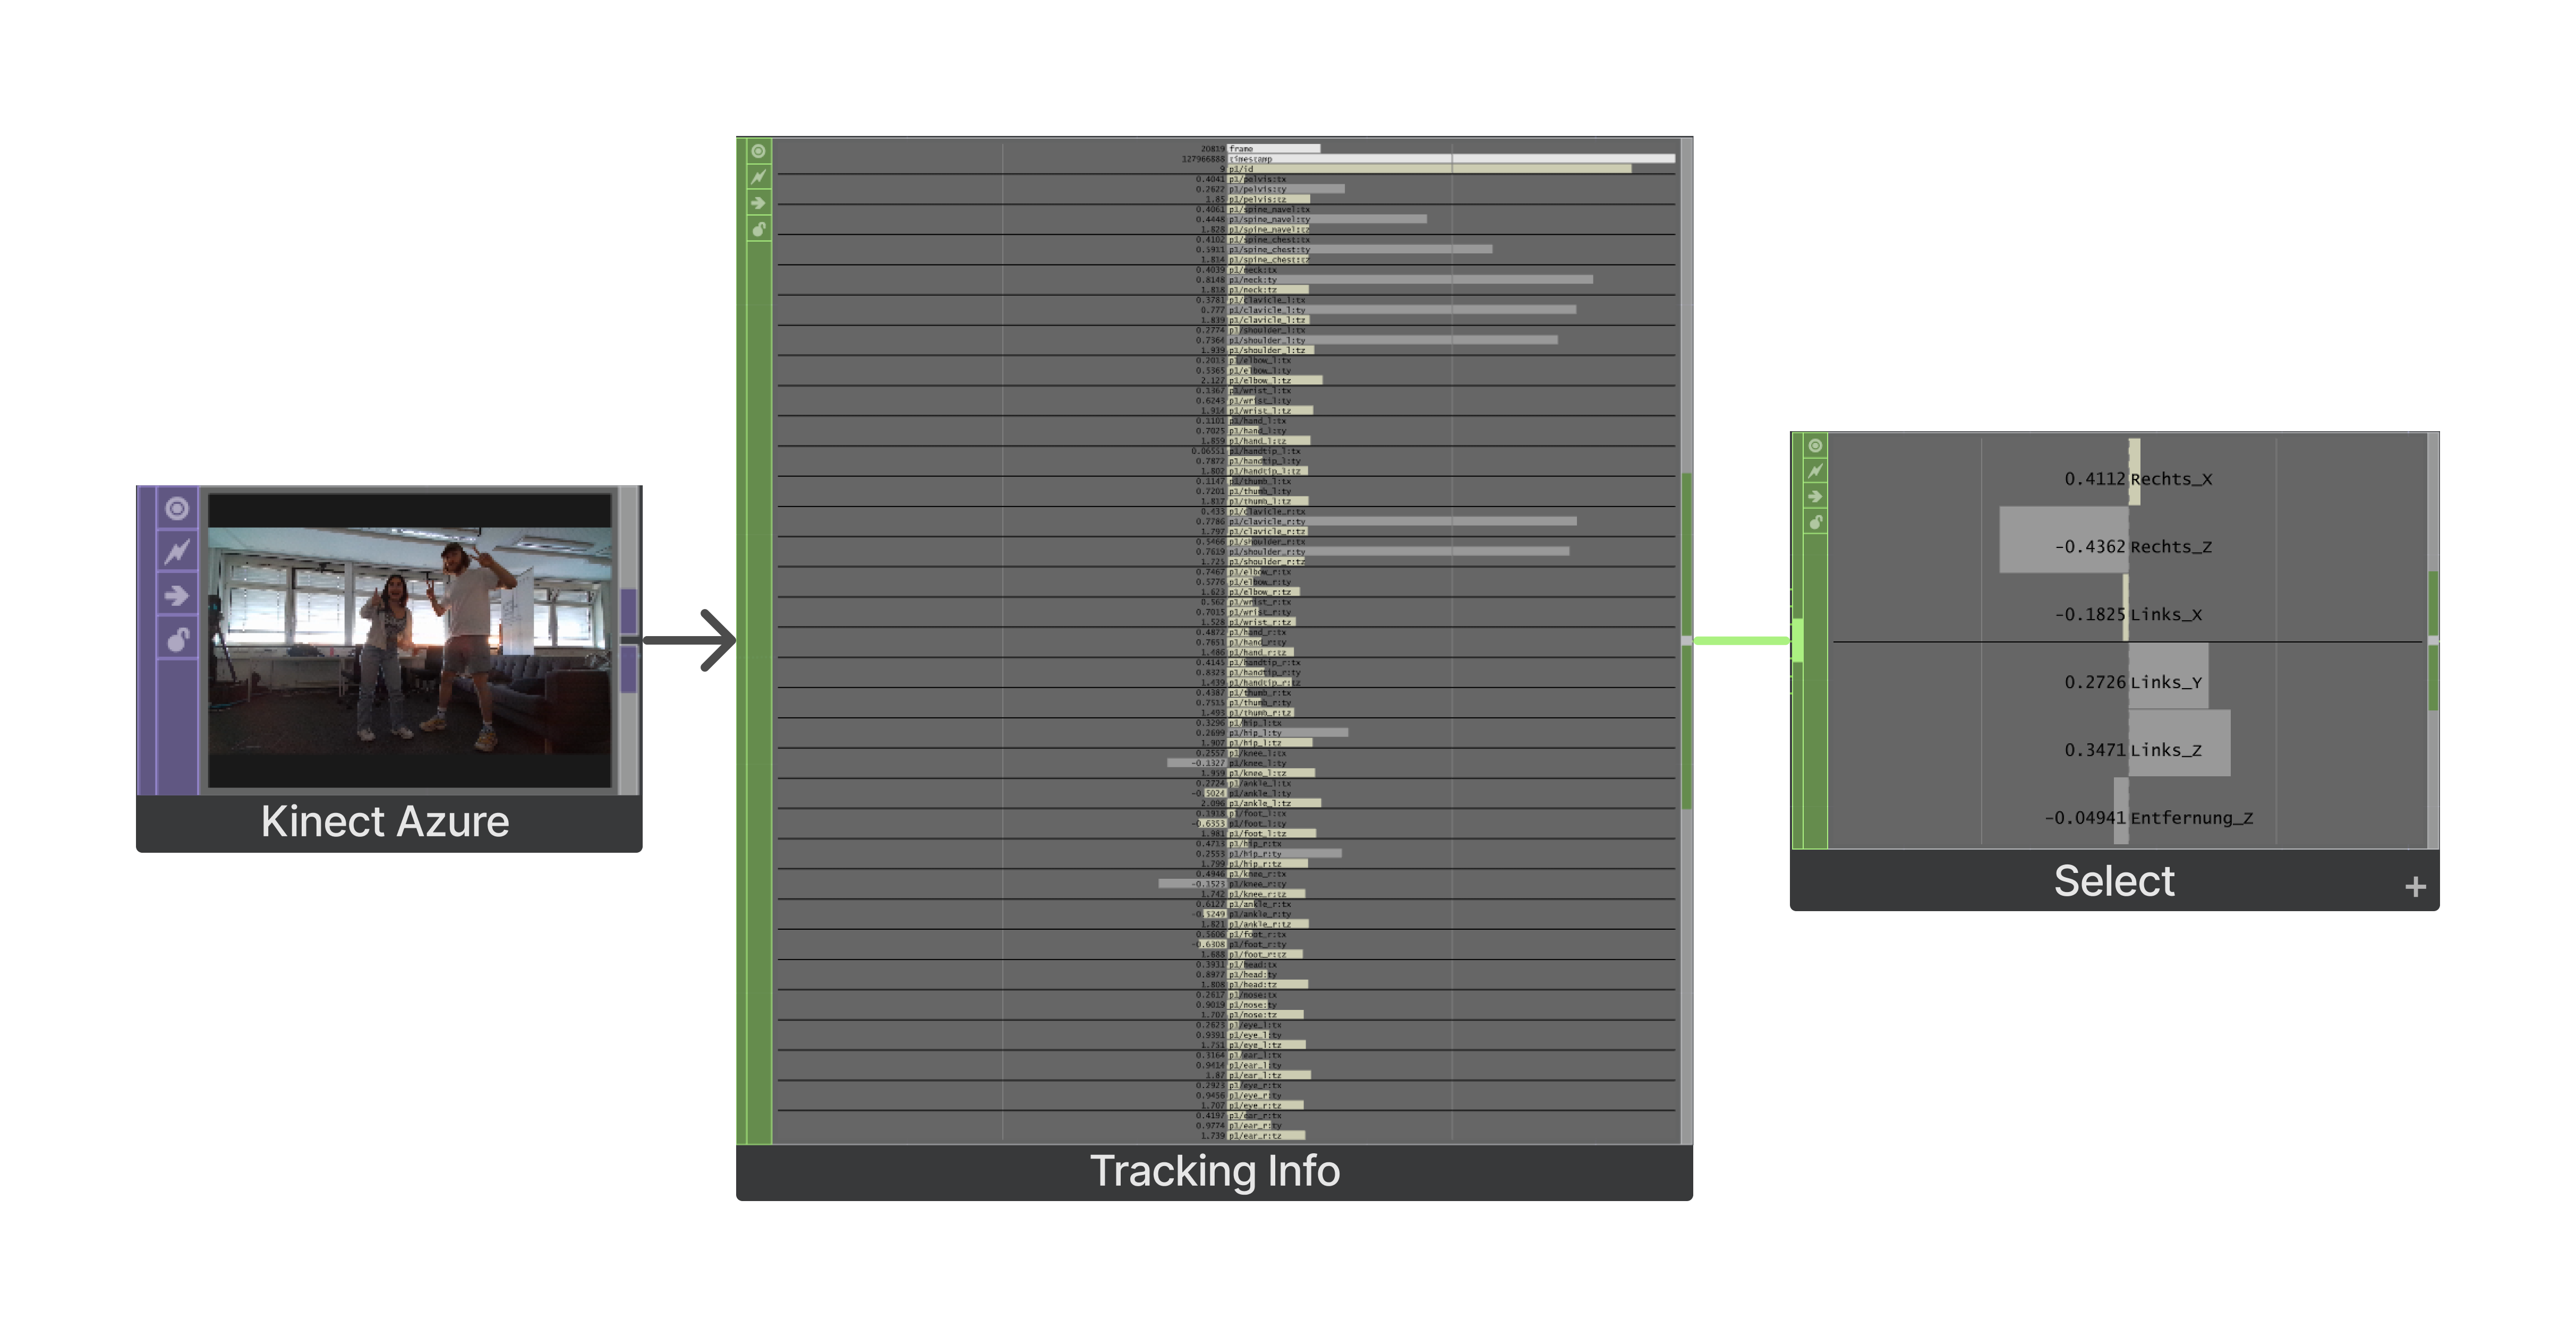 Kinect Azure
20819 frame
127966888 timestamp
9 p1/id
0.4041 p1/pelvis:tx
0.2622 p1/pelvis:ty
1.85 p1/pelvis:tz
0.4061 p1/spine_navel:tx
0.4448 p1/spine_navel:ty
1.828 p1/spine_navel:tz
0.4102 p1/spine_chest:tx
0.5911 p1/spine_chest:ty
1.814 p1/spine_chest:tz
0.4039 p1/neck:tx
0.8148 p1/neck:ty
1.818 p1/neck:tz
0.3781 p1/clavicle_l:tx
0.777 p1/clavicle_l:ty
1.839 p1/clavicle_l:tz
0.2774 p1/shoulder_l:tx
0.7364 p1/shoulder_l:ty
1.939 p1/shoulder_l:tz
0.2013 p1/elbow_l:tx
0.5365 p1/elbow_l:ty
2.127 p1/elbow_l:tz
0.1367 p1/wrist_l:tx
0.6243 p1/wrist_l:ty
1.914 p1/wrist_l:tz
0.1101 p1/hand_l:tx
0.7025 p1/hand_l:ty
1.859 p1/hand_l:tz
0.06551 p1/handtip_l:tx
0.7872 p1/handtip_l:ty
1.802 p1/handtip_l:tz
0.1147 p1/thumb_l:tx
0.7201 p1/thumb_l:ty
1.837 p1/thumb_l:tz
0.433 p1/clavicle_r:tx
0.7786 p1/clavicle_r:ty
1.797 p1/clavicle_r:tz
0.5466 p1/shoulder_r:tx
0.7619 p1/shoulder_r:ty
1.725 p1/shoulder_r:tz
0.7467 p1/elbow_r:tx
0.5776 p1/elbow_r:ty
1.623 p1/elbow_r:tz
0.562 p1/wrist_r:tx
0.7015 p1/wrist_r:ty
1.528 p1/wrist_r:tz
0.4872 p1/hand_r:tx
0.7651 p1/hand_r:ty
1.486 p1/hand_r:tz
0.4145 p1/handtip_r:tx
0.8323 p1/handtip_r:ty
1.439 p1/handtip_r:tz
0.4387 p1/thumb_r:tx
0.7515 p1/thumb_r:ty
1.493 p1/thumb_r:tz
0.3296 p1/hip_l:tx
0.2699 p1/hip_l:ty
1.907 p1/hip_l:tz
0.2557 p1/knee_l:tx
-0.1327 p1/knee_l:ty
1.959 p1/knee_l:tz
0.2724 p1/ankle_l:tx
-0.5024 p1/ankle_l:ty
2.096 p1/ankle_l:tz
0.1918 p1/foot_l:tx
-0.6353 p1/foot_l:ty
1.981 p1/foot_l:tz
0.4713 p1/hip_r:tx
0.2553 p1/hip_r:ty
1.799 p1/hip_r:tz
0.4946 p1/knee_r:tx
-0.1523 p1/knee_r:ty
1.742 p1/knee_r:tz
0.6127 p1/ankle_r:tx
-0.5249 p1/ankle_r:ty
1.821 p1/ankle_r:tz
0.5606 p1/foot_r:tx
-0.6308 p1/foot_r:ty
1.688 p1/foot_r:tz
0.3931 p1/head:tx
0.8977 p1/head:ty
1.808 p1/head:tz
0.2617 p1/nose:tx
0.9019 p1/nose:ty
1.707 p1/nose:tz
0.2623 p1/eye_l:tx
0.9391 p1/eye_l:ty
1.751 p1/eye_l:tz
0.3164 p1/ear_l:tx
0.9414 p1/ear_l:ty
1.87 p1/ear_l:tz
0.2923 p1/eye_r:tx
0.9456 p1/eye_r:ty
1.707 p1/eye_r:tz
0.4197 p1/ear_r:tx
0.9774 p1/ear_r:ty
1.739 p1/ear_r:tz
Tracking Info
0.4112 Rechts_X
-0.4362 Rechts_Z
-0.1825 Links_X
0.2726 Links_Y
0.3471 Links_Z
-0.04941 Entfernung_Z
Select +